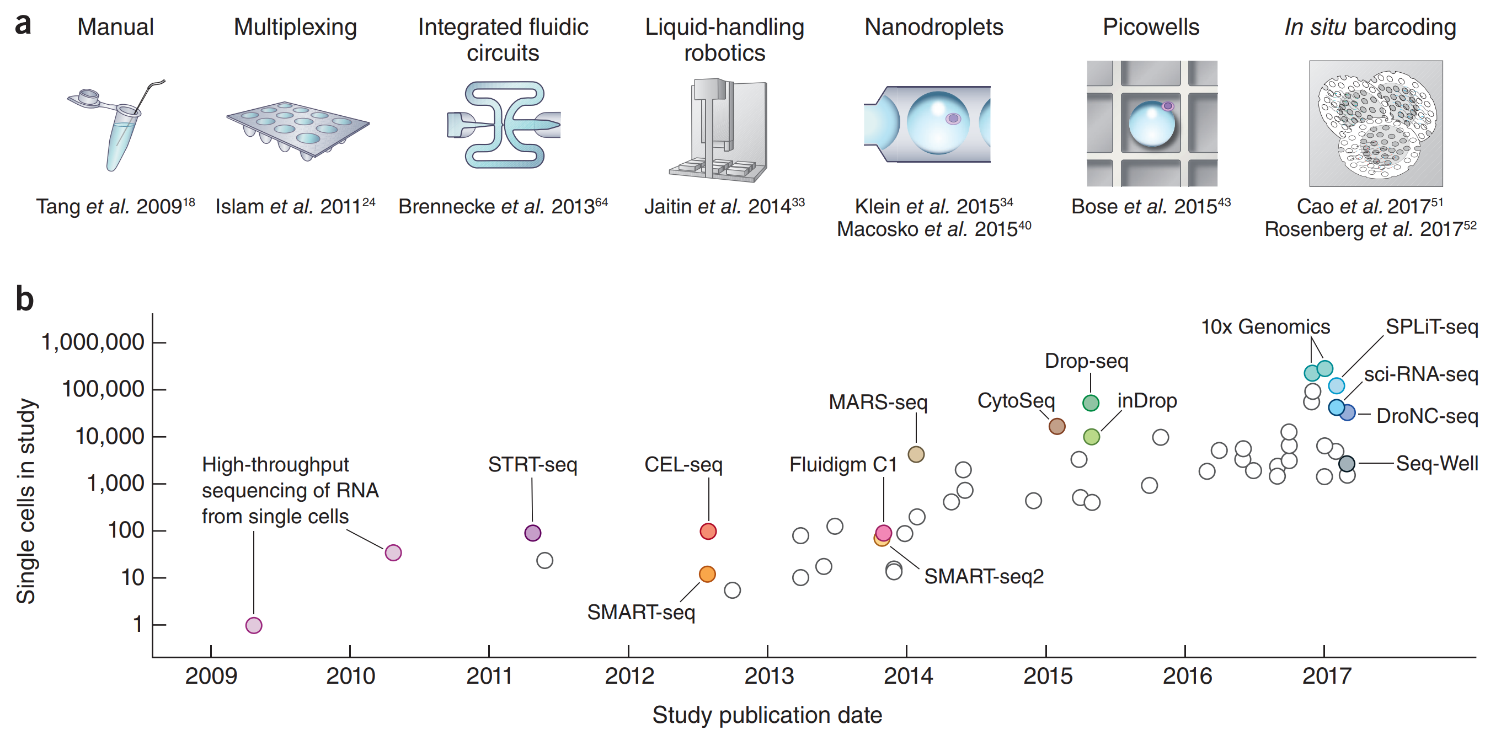 a
Manual
Multiplexing
Integrated fluidic
circuits
Liquid-handling
robotics
Nanodroplets
Picowells
In situ barcoding
Tang et al. 2009¹⁸
Islam et al. 2011²⁴
Brennecke et al. 2013⁶⁴
Jaitin et al. 2014³³
Klein et al. 2015³⁴
Macosko et al. 2015⁴⁰
Bose et al. 2015⁴³
Cao et al. 2017⁵¹
Rosenberg et al. 2017⁵²
b
Single cells in study
1,000,000
100,000
10,000
1,000
100
10
1
High-throughput
sequencing of RNA
from single cells
STRT-seq
CEL-seq
SMART-seq
Fluidigm C1
SMART-seq2
MARS-seq
CytoSeq
Drop-seq
inDrop
10x Genomics
SPLiT-seq
sci-RNA-seq
DroNC-seq
Seq-Well
2009
2010
2011
2012
2013
2014
2015
2016
2017
Study publication date